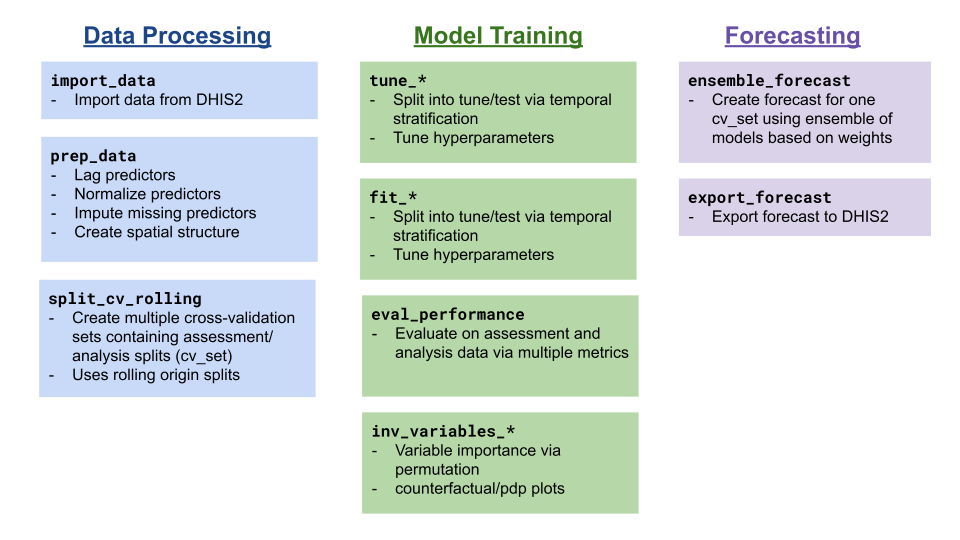 Data Processing
import_data
- Import data from DHIS2
prep_data
- Lag predictors
- Normalize predictors
- Impute missing predictors
- Create spatial structure
split_cv_rolling
- Create multiple cross-validation
sets containing assessment/
analysis splits (cv_set)
- Uses rolling origin splits
Model Training
tune_*
- Split into tune/test via temporal
stratification
- Tune hyperparameters
fit_*
- Split into tune/test via temporal
stratification
- Tune hyperparameters
eval_performance
- Evaluate on assessment and
analysis data via multiple metrics
inv_variables_*
- Variable importance via
permutation
- counterfactual/pdp plots
Forecasting
ensemble_forecast
- Create forecast for one
cv_set using ensemble of
models based on weights
export_forecast
- Export forecast to DHIS2